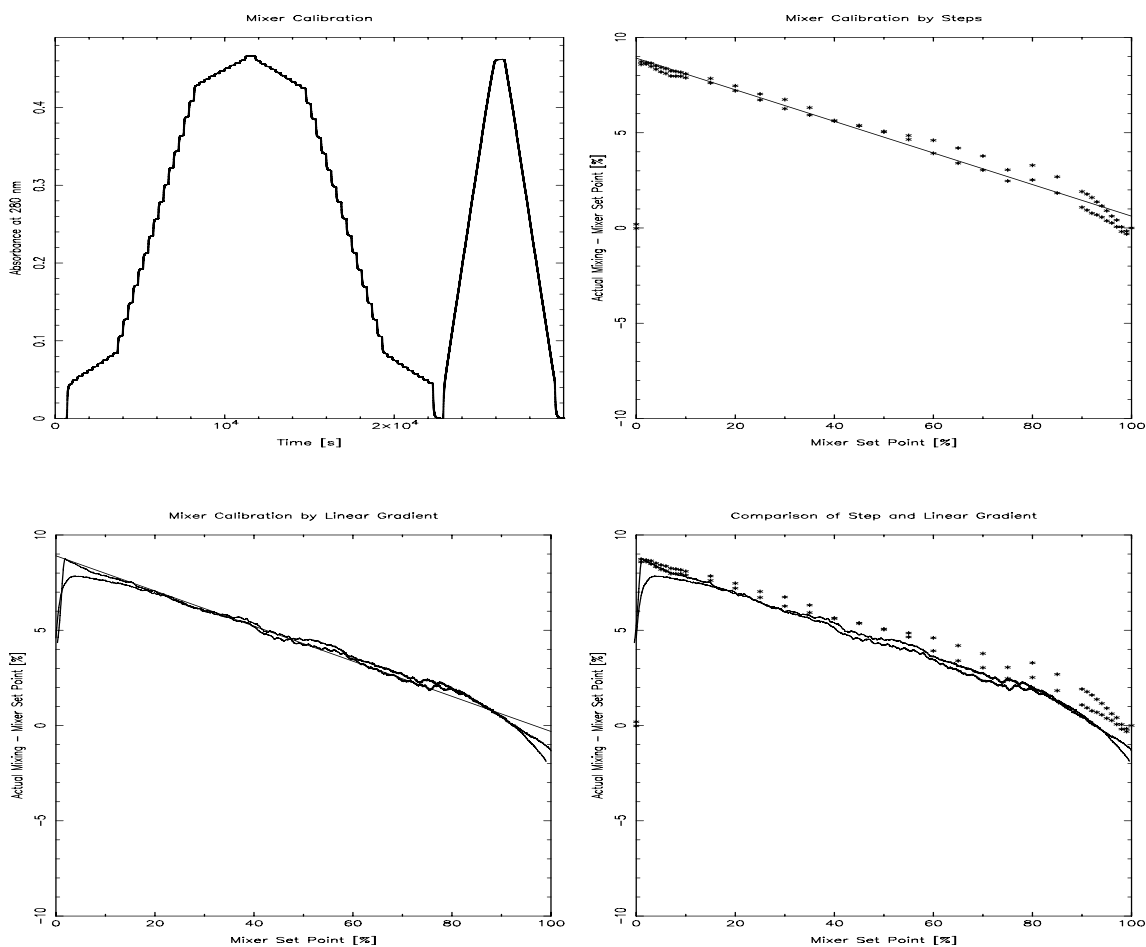 Mixer Calibration
Absorbance at 280 nm
0 0.1 0.2 0.3 0.4
0 10⁴ 2×10⁴
Time [s]
Mixer Calibration by Steps
Actual Mixing − Mixer Set Point [%]
−10 −5 0 5 10
0 20 40 60 80 100
Mixer Set Point [%]
Mixer Calibration by Linear Gradient
Actual Mixing − Mixer Set Point [%]
−10 −5 0 5 10
0 20 40 60 80 100
Mixer Set Point [%]
Comparison of Step and Linear Gradient
Actual Mixing − Mixer Set Point [%]
−10 −5 0 5 10
0 20 40 60 80 100
Mixer Set Point [%]